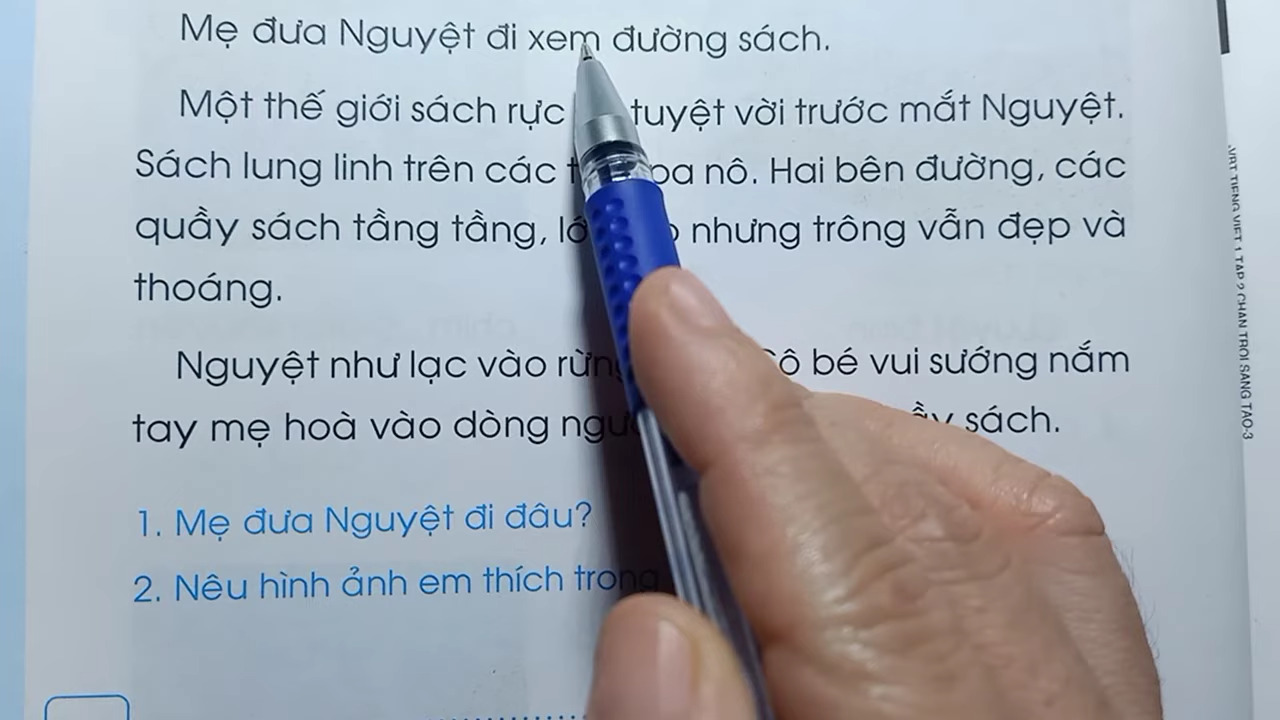 Mẹ đưa Nguyệt đi xem đường sách.
Một thế giới sách rực tuyệt vời trước mắt Nguyệt.
Sách lung linh trên các nô. Hai bên đường, các
quầy sách tầng tầng, nhưng trông vẫn đẹp và
thoáng.
Nguyệt như lạc vào bé vui sướng nắm
tay mẹ hoà vào dòng sách.
1. Mẹ đưa Nguyệt đi đâu?
2. Nêu hình ảnh em thích trong